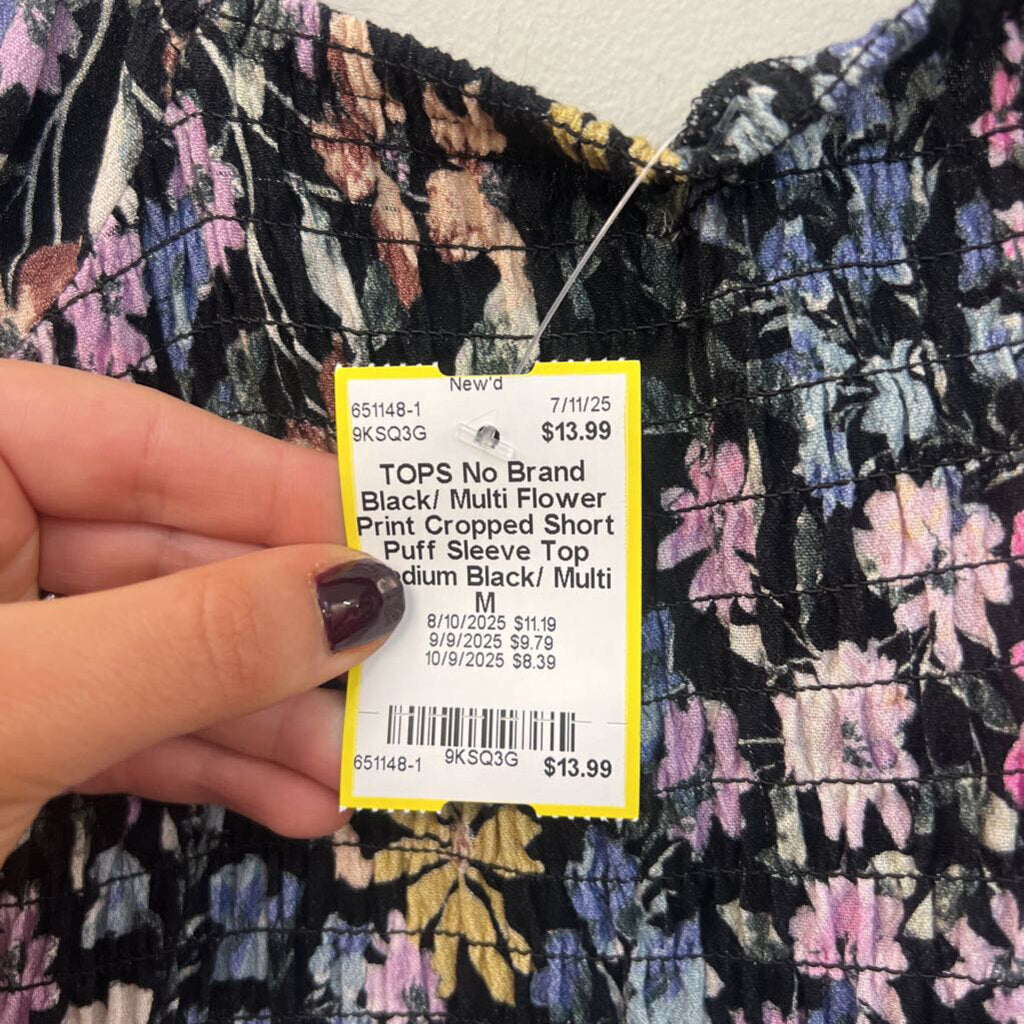 New'd
651148-1 7/11/25
9KSQ3G $13.99
TOPS No Brand
Black/ Multi Flower
Print Cropped Short
Puff Sleeve Top
dium Black/ Multi
M
8/10/2025 $11.19
9/9/2025 $9.79
10/9/2025 $8.39
651148-1 9KSQ3G $13.99